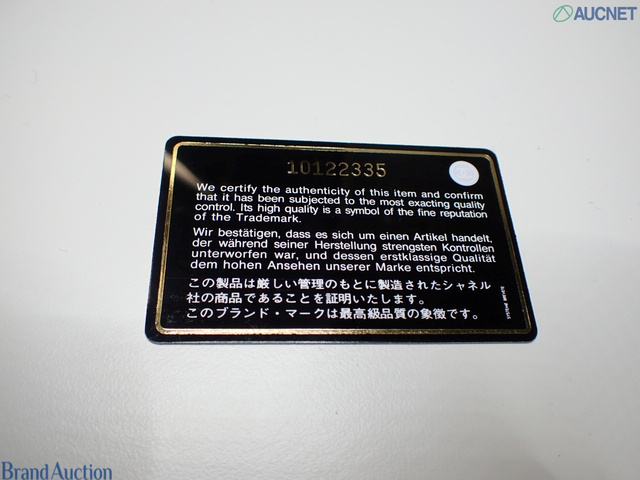 AUCNET
10122335
We certify the authenticity of this item and confirm
that it has been subjected to the most exacting quality
control. Its high quality is a symbol of the fine reputation
of the Trademark.
Wir bestätigen, dass es sich um einen Artikel handelt,
der während seiner Herstellung strengsten Kontrollen
unterworfen war, und dessen erstklassige Qualität
dem hohen Ansehen unserer Marke entspricht.
この製品は厳しい管理のもとに製造されたシャネル
社の商品であることを証明いたします。
このブランド・マークは最高級品質の象徴です。
Brand Auction